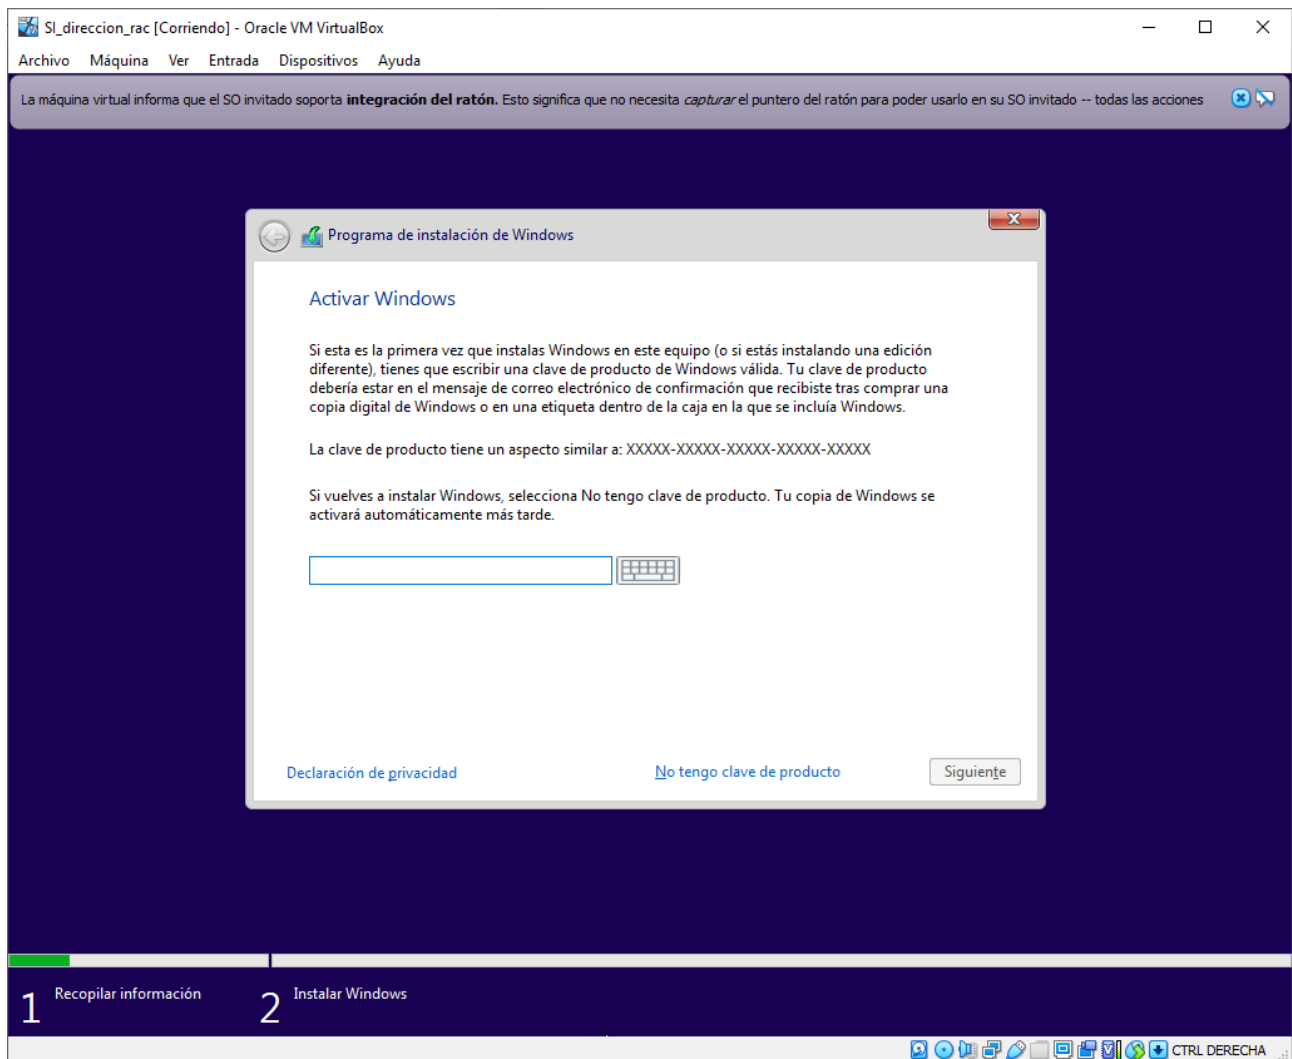 SI_direccion_rac [Corriendo] - Oracle VM VirtualBox
Archivo Máquina Ver Entrada Dispositivos Ayuda
La máquina virtual informa que el SO invitado soporta integración del ratón. Esto significa que no necesita capturar el puntero del ratón para poder usarlo en su SO invitado -- todas las acciones
Programa de instalación de Windows
Activar Windows
Si esta es la primera vez que instalas Windows en este equipo (o si estás instalando una edición
diferente), tienes que escribir una clave de producto de Windows válida. Tu clave de producto
debería estar en el mensaje de correo electrónico de confirmación que recibiste tras comprar una
copia digital de Windows o en una etiqueta dentro de la caja en la que se incluía Windows.
La clave de producto tiene un aspecto similar a: XXXXX-XXXXX-XXXXX-XXXXX-XXXXX
Si vuelves a instalar Windows, selecciona No tengo clave de producto. Tu copia de Windows se
activará automáticamente más tarde.
Declaración de privacidad No tengo clave de producto Siguiente
1 Recopilar información 2 Instalar Windows
CTRL DERECHA